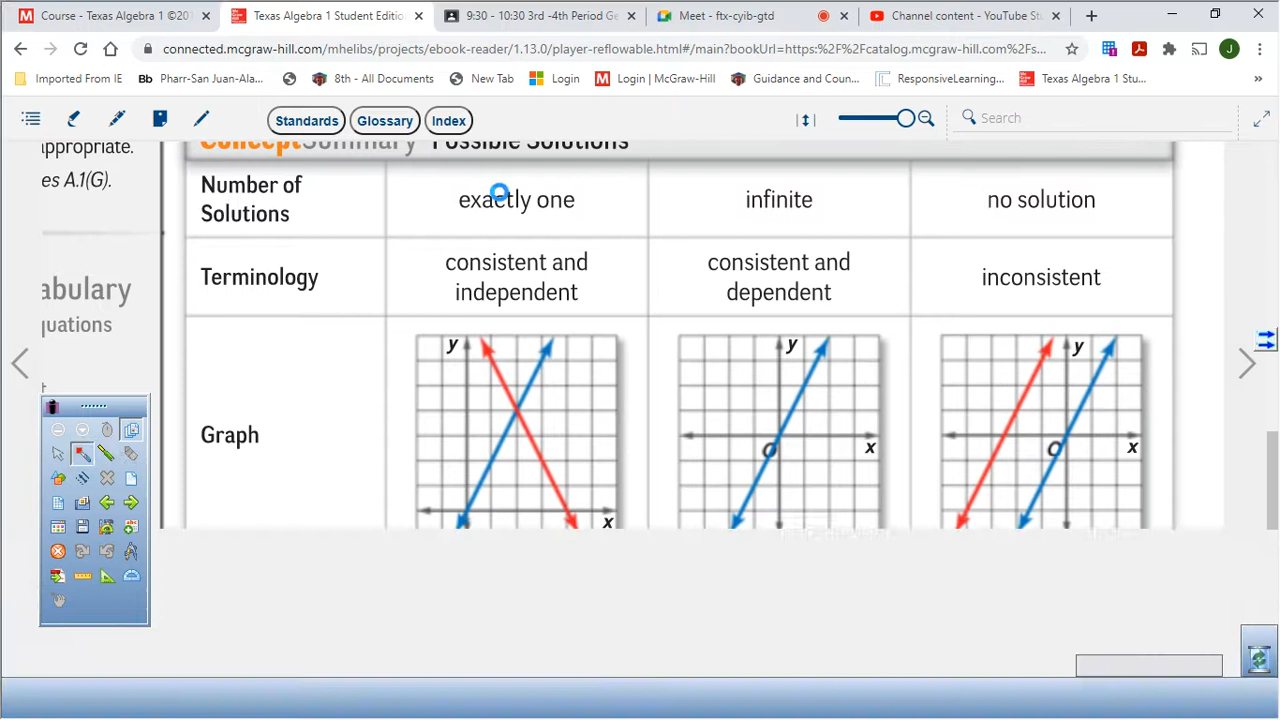 Course - Texas Algebra 1 ©201
Texas Algebra 1 Student Editio
9:30 - 10:30 3rd -4th Period Ge
Meet - ftx-cyib-gtd
Channel content - YouTube St
connected.mcgraw-hill.com/mhelibs/projects/ebook-reader/1.13.0/player-reflowable.html#/main?bookUrl=https:%2F%2Fcatalog.mcgraw-hill.com%2Fs...
J
Imported From IE
Bb Pharr-San Juan-Ala...
8th - All Documents
New Tab
Login
M Login | McGraw-Hill
Guidance and Coun...
ResponsiveLearning...
Texas Algebra 1 Stu...
»
Standards
Glossary
Index
Search
appropriate.
es A.1(G).
abulary
quations
ConceptSummary Possible Solutions
Number of
Solutions
exactly one
infinite
no solution
Terminology
consistent and
independent
consistent and
dependent
inconsistent
Graph
y
x
y
O
x
y
O
x